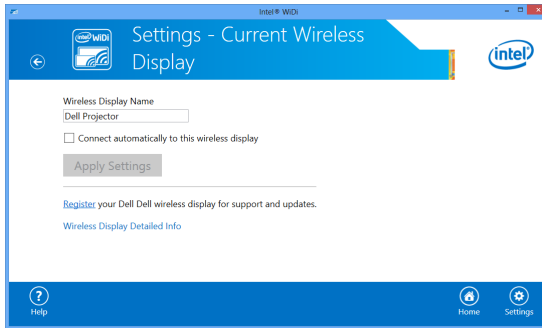 Intel® WiDi
intel WiDi
Settings - Current Wireless
Display
intel
Wireless Display Name
Dell Projector
Connect automatically to this wireless display
Apply Settings
Register your Dell Dell wireless display for support and updates.
Wireless Display Detailed Info
?
Help
Home
Settings